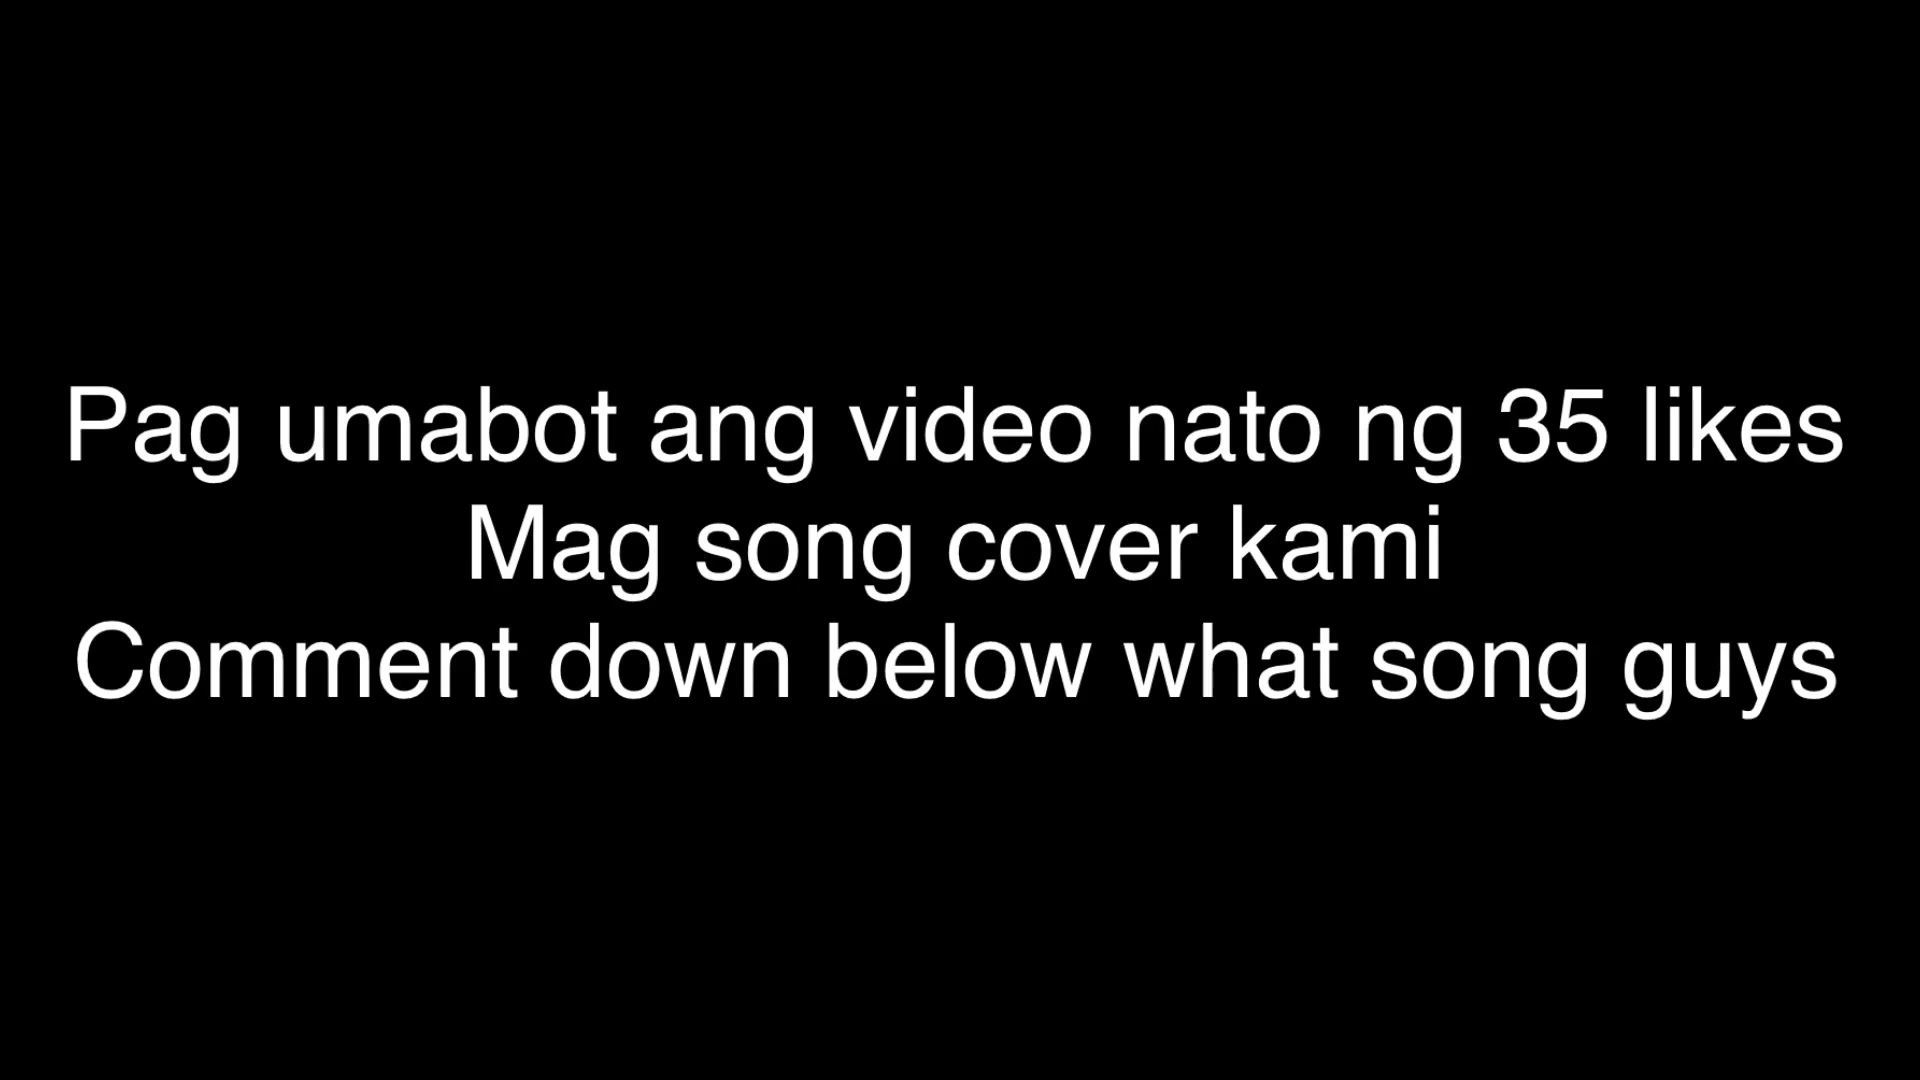 Pag umabot ang video nato ng 35 likes
Mag song cover kami
Comment down below what song guys